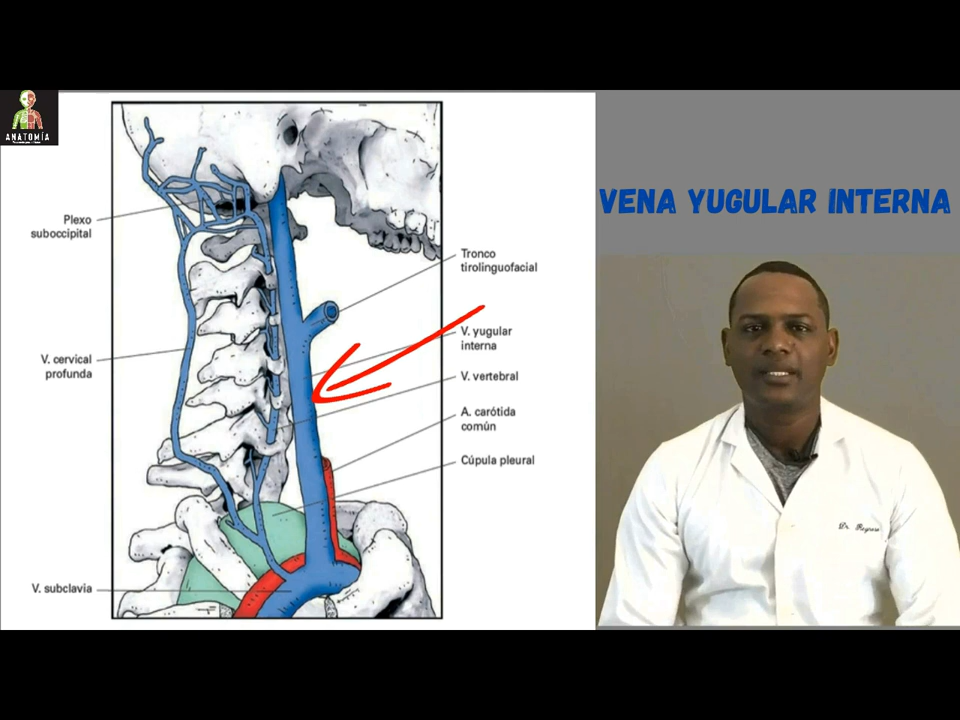 ANATOMÍA
VENA YUGULAR INTERNA
Plexo
suboccipital
Tronco
tirolinguofacial
V. yugular
interna
V. cervical
profunda
V. vertebral
A. carótida
común
Cúpula pleural
V. subclavia
Dr. Reynoso